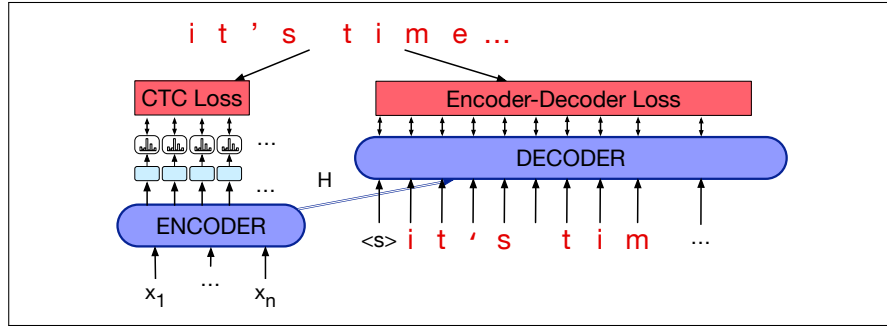 i t ’ s t i m e …
CTC Loss
Encoder-Decoder Loss
…
DECODER
…
H
ENCODER
<s> i t ‘ s t i m …
x1 … xn